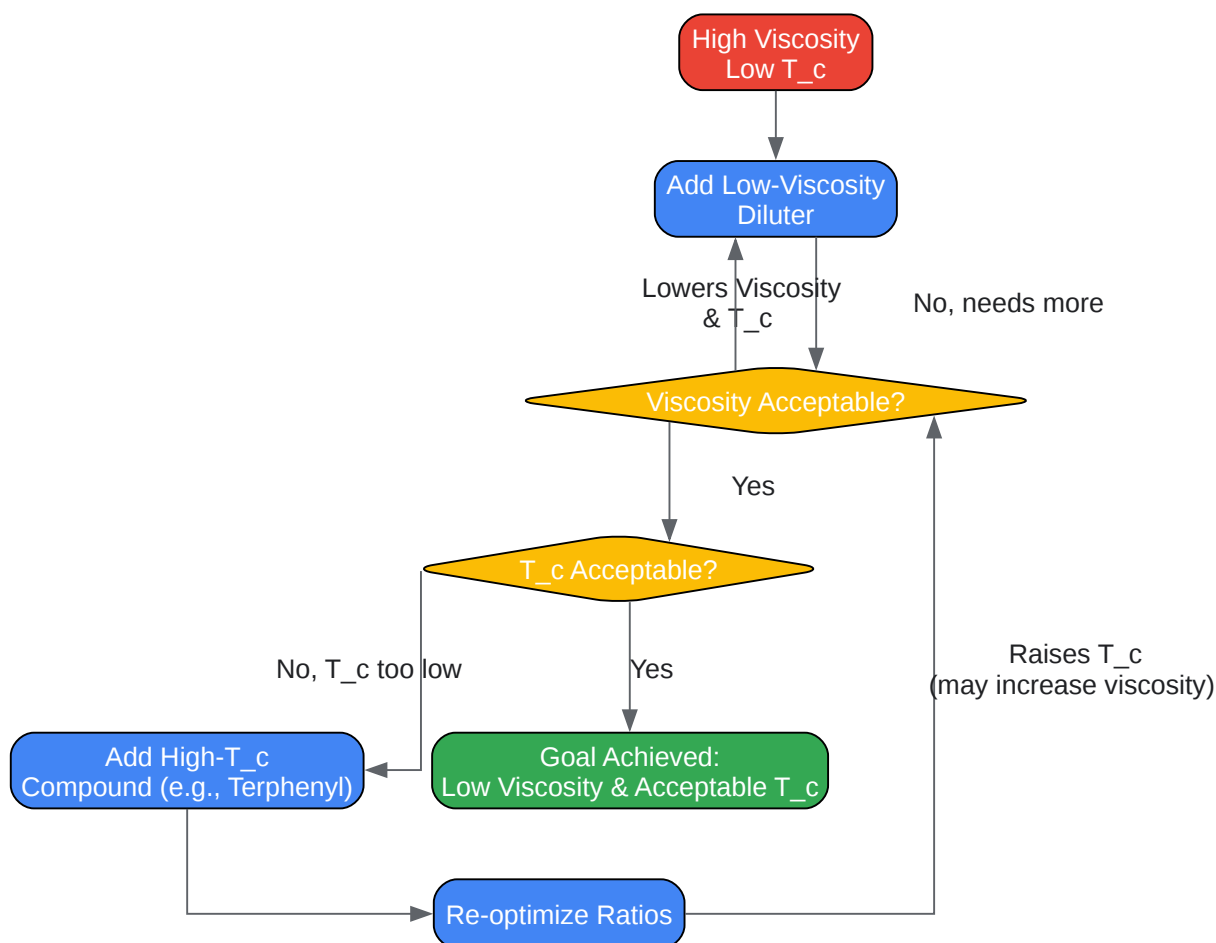 High Viscosity
Low T_c
Add Low-Viscosity
Diluter
Lowers Viscosity
& T_c
No, needs more
Viscosity Acceptable?
Yes
T_c Acceptable?
No, T_c too low
Yes
Raises T_c
(may increase viscosity)
Add High-T_c
Compound (e.g., Terphenyl)
Goal Achieved:
Low Viscosity & Acceptable T_c
Re-optimize Ratios